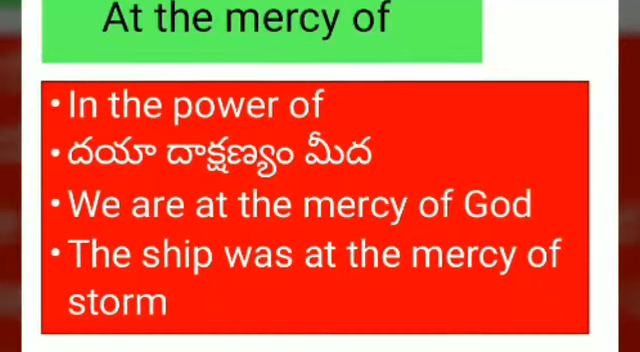 At the mercy of
• In the power of
• దయా దాక్షణ్యం మీద
• We are at the mercy of God
• The ship was at the mercy of
storm